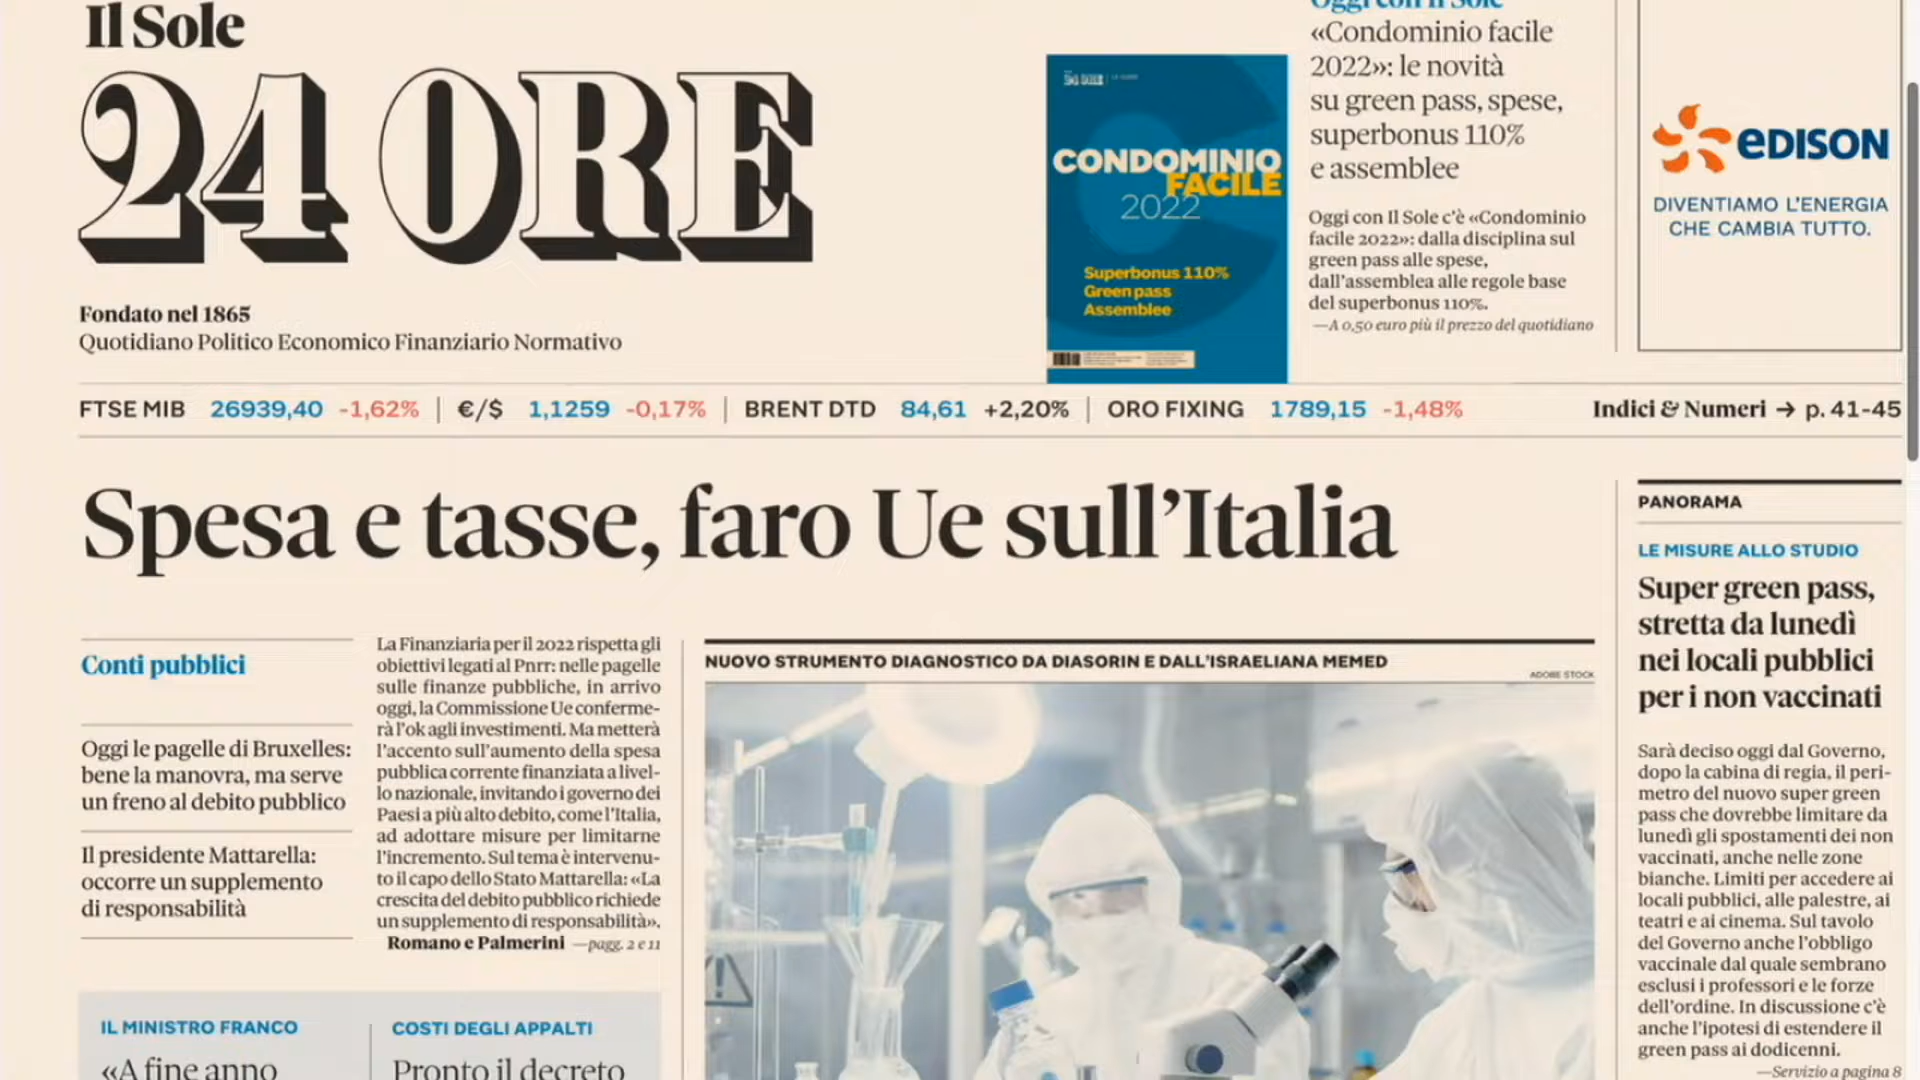 Il Sole
24 ORE
Fondato nel 1865
Quotidiano Politico Economico Finanziario Normativo
24 ORE
CONDOMINIO
FACILE
2022
Superbonus 110%
Green pass
Assemblee
Oggi con Il Sole
«Condominio facile
2022»: le novità
su green pass, spese,
superbonus 110%
e assemblee
Oggi con Il Sole c’è «Condominio
facile 2022»: dalla disciplina sul
green pass alle spese,
dall’assemblea alle regole base
del superbonus 110%.
—A 0,50 euro più il prezzo del quotidiano
eDISON
DIVENTIAMO L’ENERGIA
CHE CAMBIA TUTTO.
FTSE MIB 26939,40 -1,62% | €/$ 1,1259 -0,17% | BRENT DTD 84,61 +2,20% | ORO FIXING 1789,15 -1,48%
Indici & Numeri → p. 41-45
Spesa e tasse, faro Ue sull’Italia
Conti pubblici
Oggi le pagelle di Bruxelles:
bene la manovra, ma serve
un freno al debito pubblico
Il presidente Mattarella:
occorre un supplemento
di responsabilità
La Finanziaria per il 2022 rispetta gli
obiettivi legati al Pnrr: nelle pagelle
sulle finanze pubbliche, in arrivo
oggi, la Commissione Ue conferme-
rà l’ok agli investimenti. Ma metterà
l’accento sull’aumento della spesa
pubblica corrente finanziata a livel-
lo nazionale, invitando i governo dei
Paesi a più alto debito, come l’Italia,
ad adottare misure per limitarne
l’incremento. Sul tema è intervenu-
to il capo dello Stato Mattarella: «La
crescita del debito pubblico richiede
un supplemento di responsabilità».
Romano e Palmerini —pagg. 2 e 11
IL MINISTRO FRANCO
«A fine anno
COSTI DEGLI APPALTI
Pronto il decreto
NUOVO STRUMENTO DIAGNOSTICO DA DIASORIN E DALL’ISRAELIANA MEMED
ADOBE STOCK
PANORAMA
LE MISURE ALLO STUDIO
Super green pass,
stretta da lunedì
nei locali pubblici
per i non vaccinati
Sarà deciso oggi dal Governo,
dopo la cabina di regia, il peri-
metro del nuovo super green
pass che dovrebbe limitare da
lunedì gli spostamenti dei non
vaccinati, anche nelle zone
bianche. Limiti per accedere ai
locali pubblici, alle palestre, ai
teatri e ai cinema. Sul tavolo
del Governo anche l’obbligo
vaccinale dal quale sembrano
esclusi i professori e le forze
dell’ordine. In discussione c’è
anche l’ipotesi di estendere il
green pass ai dodicenni.
—Servizio a pagina 8